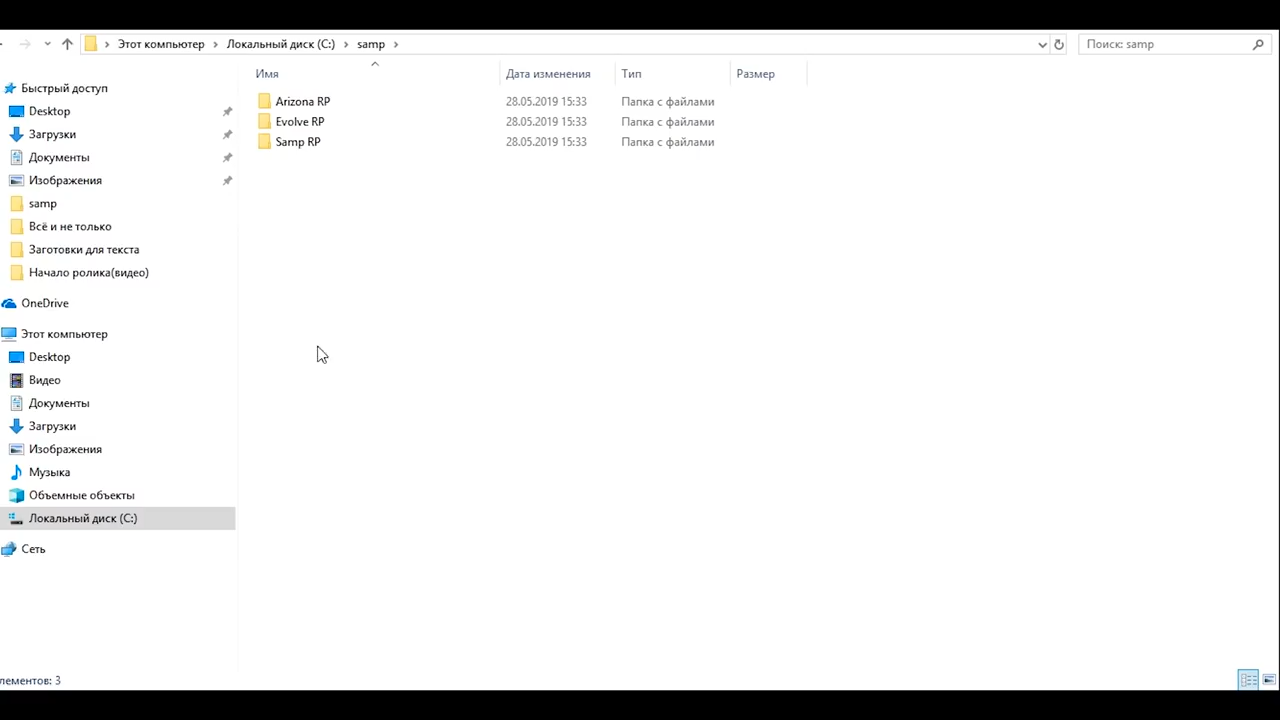 Этот компьютер
Локальный диск (C:)
samp
Поиск: samp
Имя
Дата изменения
Тип
Размер
Arizona RP 28.05.2019 15:33 Папка с файлами
Evolve RP 28.05.2019 15:33 Папка с файлами
Samp RP 28.05.2019 15:33 Папка с файлами
Быстрый доступ
Desktop
Загрузки
Документы
Изображения
samp
Всё и не только
Заготовки для текста
Начало ролика(видео)
OneDrive
Этот компьютер
Desktop
Видео
Документы
Загрузки
Изображения
Музыка
Объемные объекты
Локальный диск (C:)
Сеть
лементов: 3